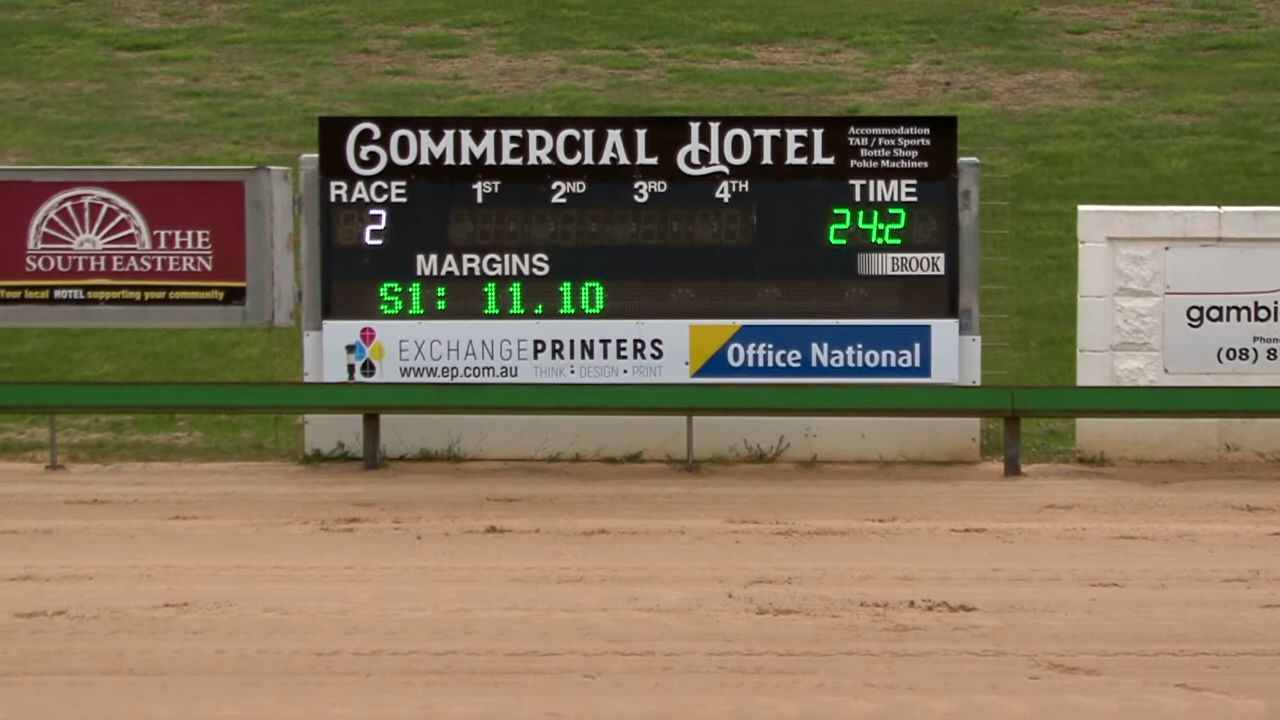 COMMERCIAL HOTEL
Accommodation
TAB / Fox Sports
Bottle Shop
Pokie Machines
RACE 1ST 2ND 3RD 4TH TIME
2 24:2
MARGINS
BROOK
S1: 11.10
EXCHANGEPRINTERS
www.ep.com.au THINK • DESIGN • PRINT
Office National
THE
SOUTH EASTERN
Your local HOTEL supporting your community
gambi
Phon
(08) 8